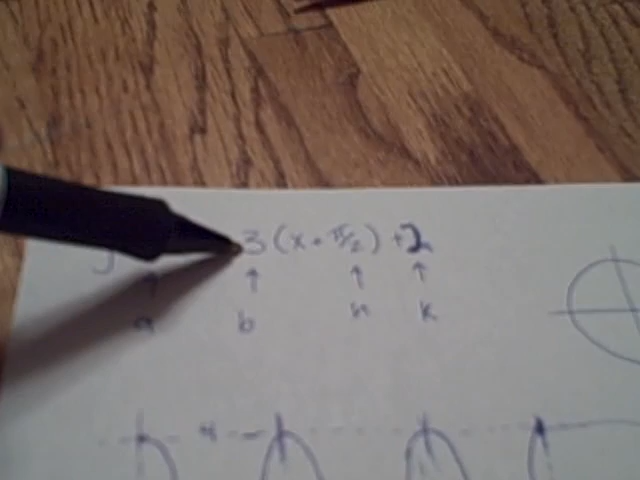 y 3(x + π/2) + 2
↑ ↑ ↑ ↑
a b h k